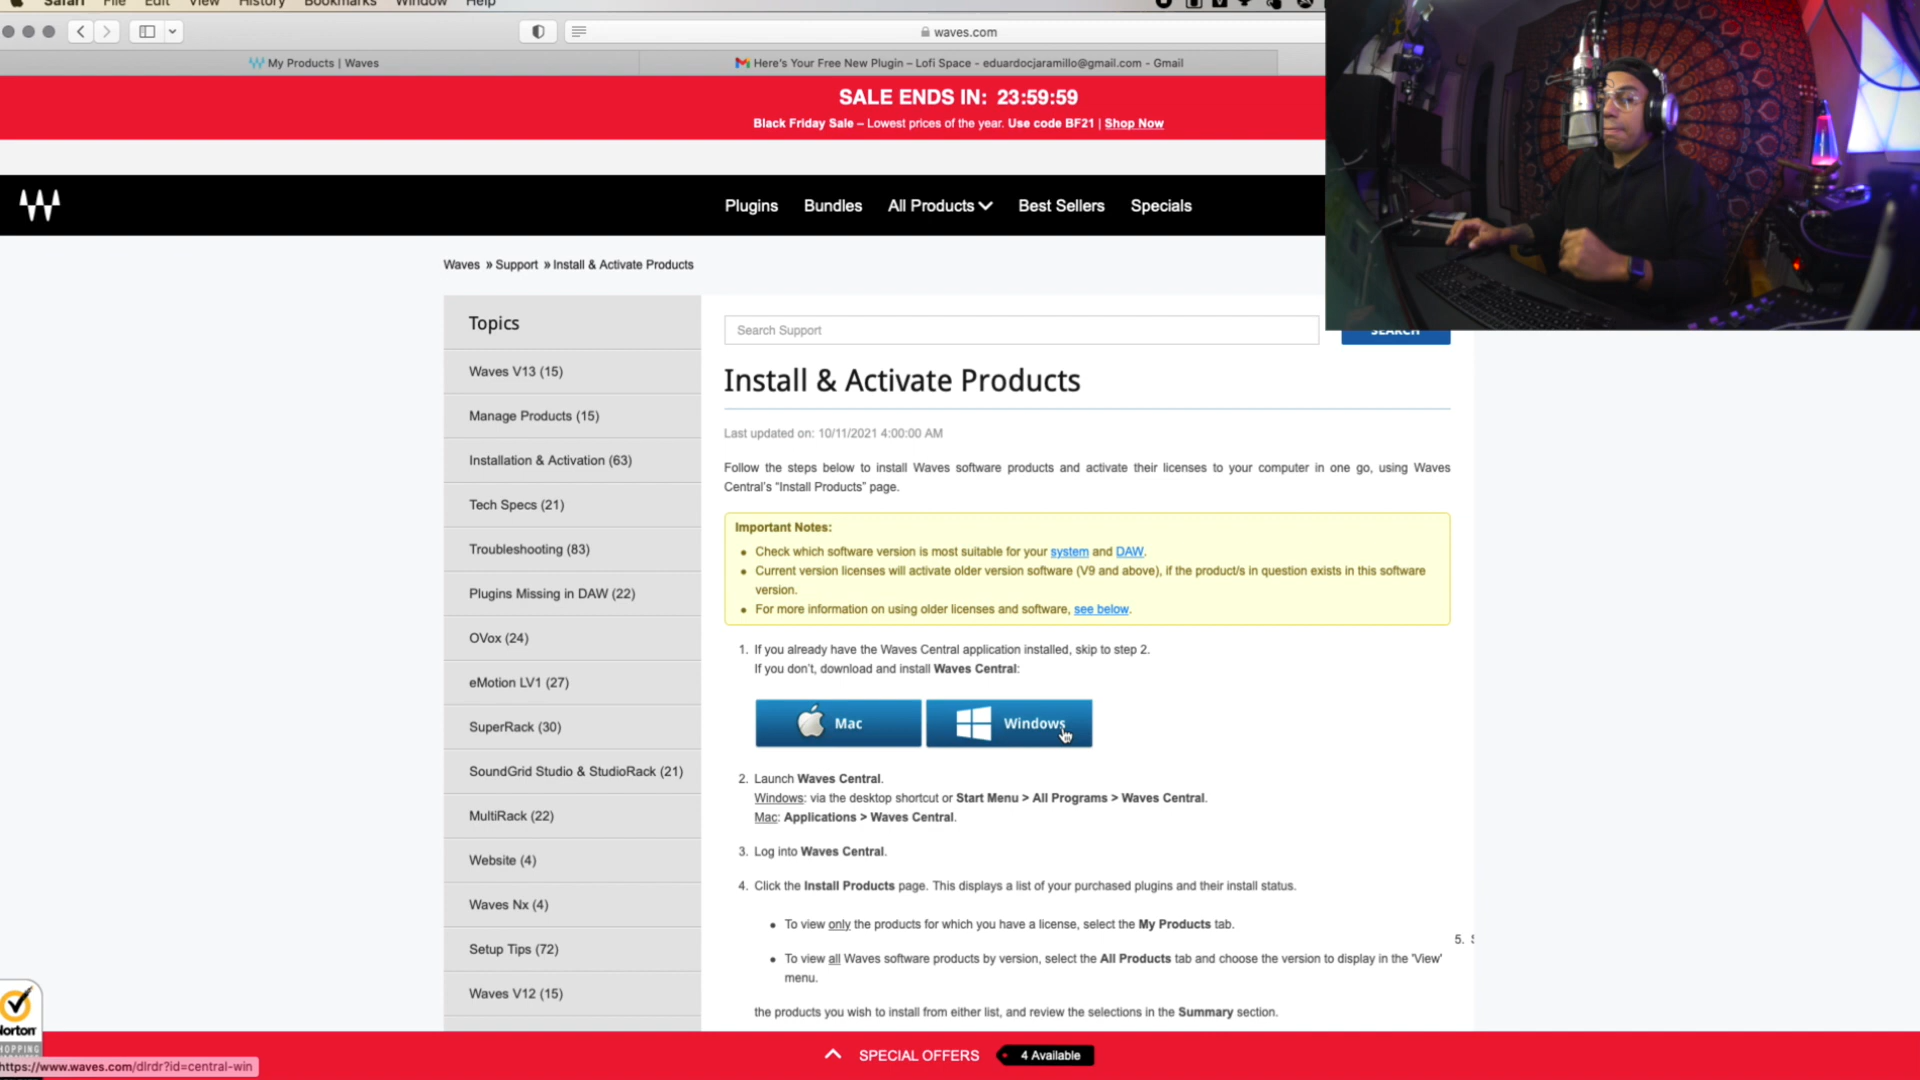 Safari File Edit View History Bookmarks Window Help
waves.com
My Products | Waves
Here's Your Free New Plugin – Lofi Space - eduardocjaramillo@gmail.com - Gmail
SALE ENDS IN: 23:59:59
Black Friday Sale – Lowest prices of the year. Use code BF21 | Shop Now
Plugins
Bundles
All Products
Best Sellers
Specials
Waves » Support » Install & Activate Products
Topics
Waves V13 (15)
Manage Products (15)
Installation & Activation (63)
Tech Specs (21)
Troubleshooting (83)
Plugins Missing in DAW (22)
OVox (24)
eMotion LV1 (27)
SuperRack (30)
SoundGrid Studio & StudioRack (21)
MultiRack (22)
Website (4)
Waves Nx (4)
Setup Tips (72)
Waves V12 (15)
Search Support
SEARCH
Install & Activate Products
Last updated on: 10/11/2021 4:00:00 AM
Follow the steps below to install Waves software products and activate their licenses to your computer in one go, using Waves
Central's "Install Products" page.
Important Notes:
• Check which software version is most suitable for your system and DAW.
• Current version licenses will activate older version software (V9 and above), if the product/s in question exists in this software
version.
• For more information on using older licenses and software, see below.
1. If you already have the Waves Central application installed, skip to step 2.
If you don't, download and install Waves Central:
Mac
Windows
2. Launch Waves Central.
Windows: via the desktop shortcut or Start Menu > All Programs > Waves Central.
Mac: Applications > Waves Central.
3. Log into Waves Central.
4. Click the Install Products page. This displays a list of your purchased plugins and their install status.
• To view only the products for which you have a license, select the My Products tab.
5.
• To view all Waves software products by version, select the All Products tab and choose the version to display in the 'View'
menu.
the products you wish to install from either list, and review the selections in the Summary section.
Norton
SHOPPING
SPECIAL OFFERS
4 Available
https://www.waves.com/dlrdr?id=central-win